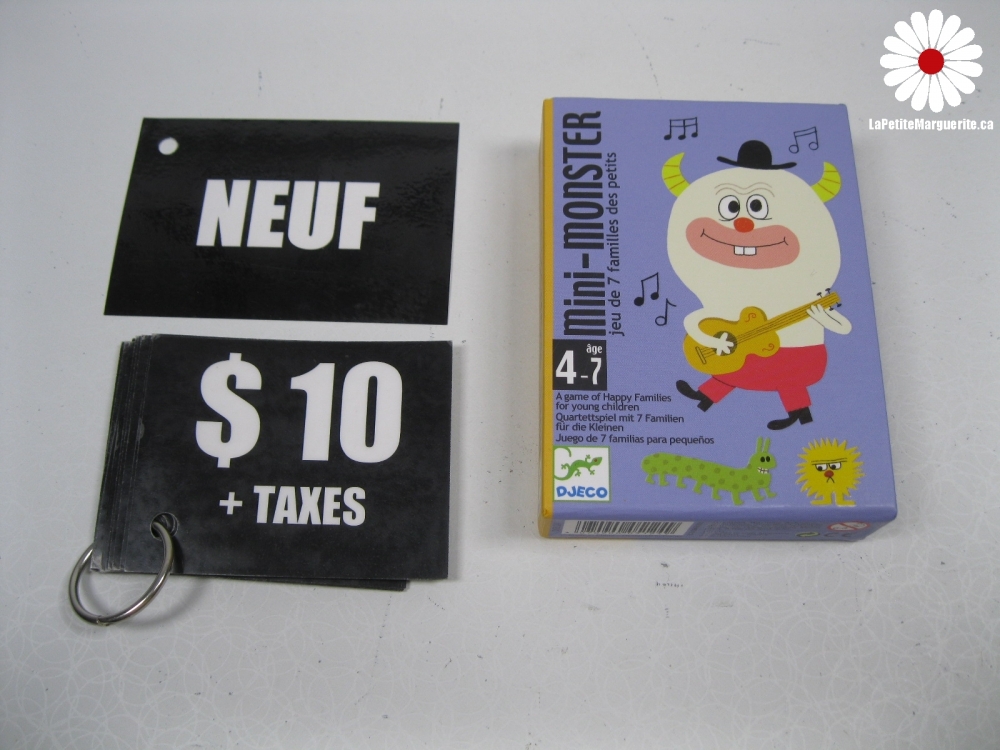 LaPetiteMarguerite.ca
NEUF
$ 10
+ TAXES
mini-monster
jeu de 7 familles des petits
âge
4-7
A game of Happy Families
for young children
Quartettspiel mit 7 Familien
für die Kleinen
Juego de 7 familias para pequeños
DJECO